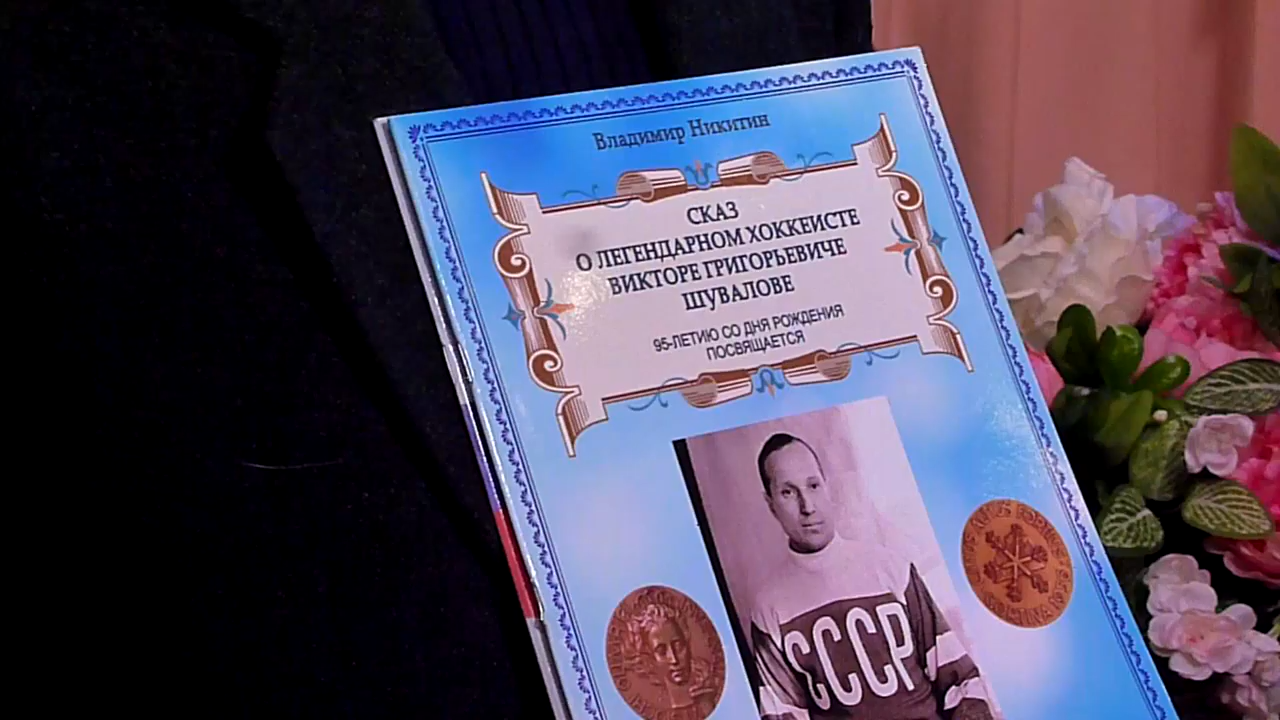 Владимир Никитин
СКАЗ
О ЛЕГЕНДАРНОМ ХОККЕИСТЕ
ВИКТОРЕ ГРИГОРЬЕВИЧЕ
ШУВАЛОВЕ
95-ЛЕТИЮ СО ДНЯ РОЖДЕНИЯ
ПОСВЯЩАЕТСЯ
СССР